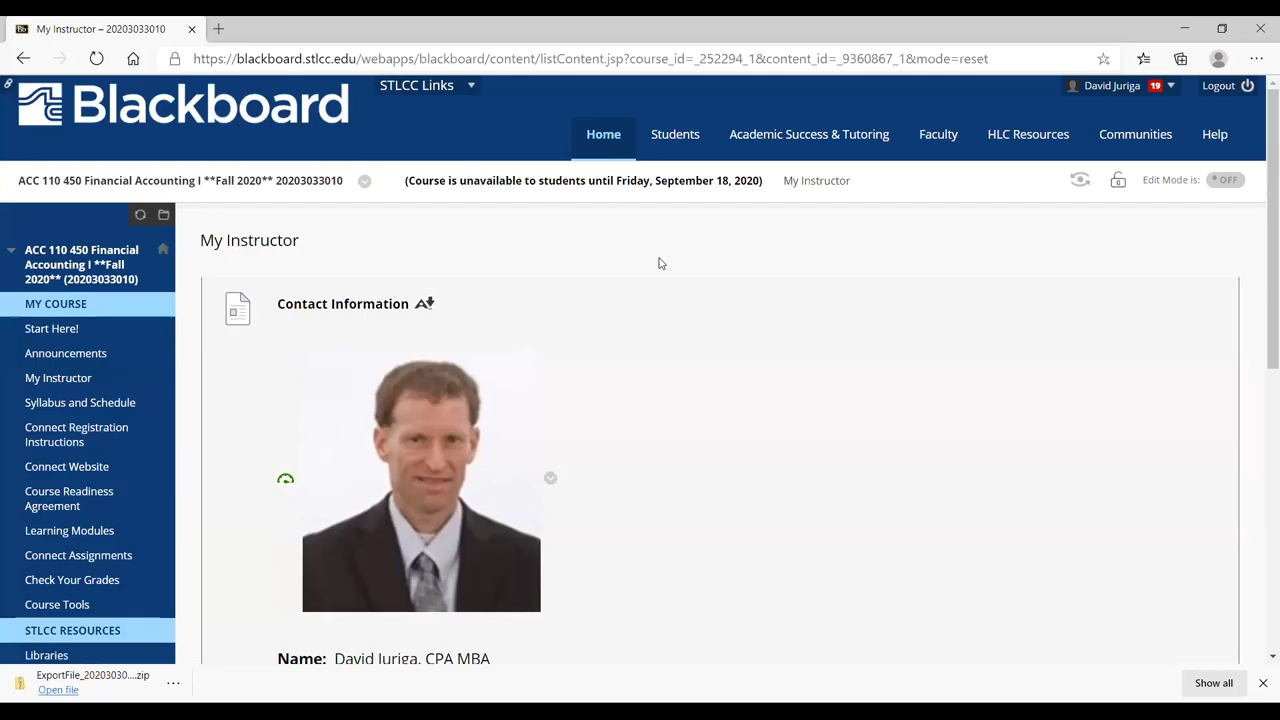 My Instructor – 20203033010
https://blackboard.stlcc.edu/webapps/blackboard/content/listContent.jsp?course_id=_252294_1&content_id=_9360867_1&mode=reset
Blackboard
STLCC Links
David Juriga 19
Logout
Home Students Academic Success & Tutoring Faculty HLC Resources Communities Help
ACC 110 450 Financial Accounting I **Fall 2020** 20203033010 (Course is unavailable to students until Friday, September 18, 2020) My Instructor Edit Mode is: OFF
ACC 110 450 Financial
Accounting I **Fall
2020** (20203033010)
MY COURSE
Start Here!
Announcements
My Instructor
Syllabus and Schedule
Connect Registration
Instructions
Connect Website
Course Readiness
Agreement
Learning Modules
Connect Assignments
Check Your Grades
Course Tools
STLCC RESOURCES
Libraries
My Instructor
Contact Information
Name: David Juriga, CPA MBA
ExportFile_20203030....zip
Open file
Show all